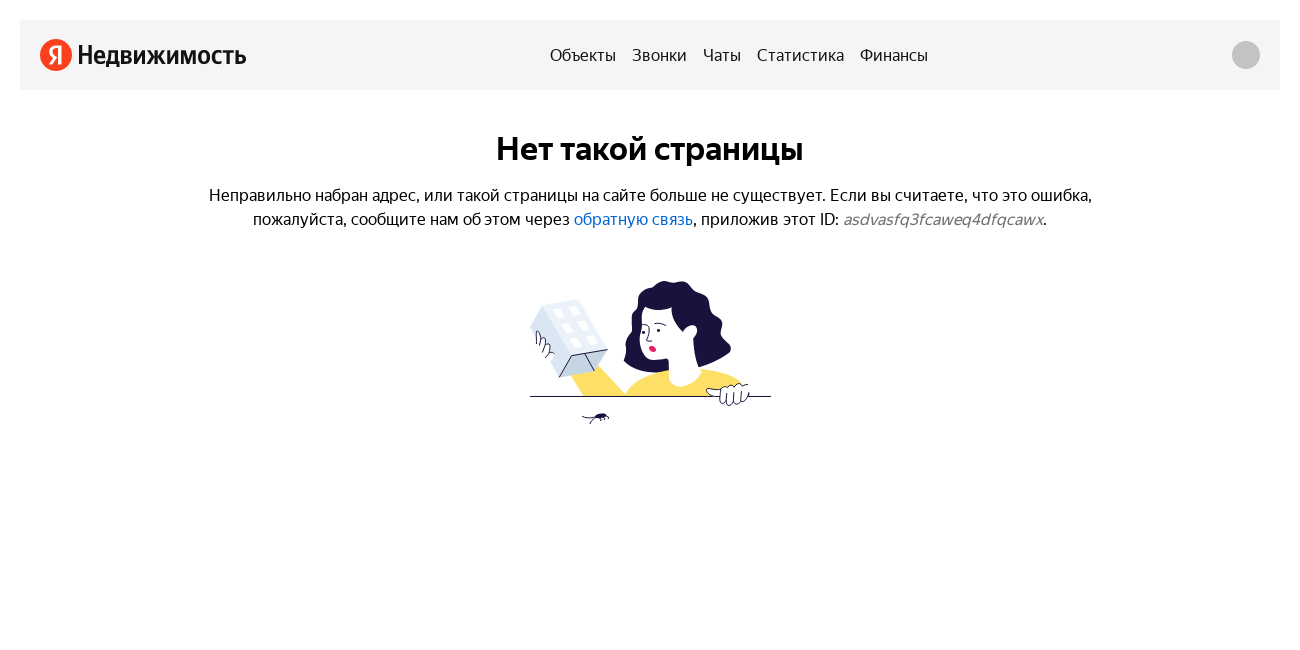 Я Недвижимость
Объекты Звонки Чаты Статистика Финансы
Нет такой страницы
Неправильно набран адрес, или такой страницы на сайте больше не существует. Если вы считаете, что это ошибка,
пожалуйста, сообщите нам об этом через обратную связь, приложив этот ID: asdvasfq3fcaweq4dfqcawx.